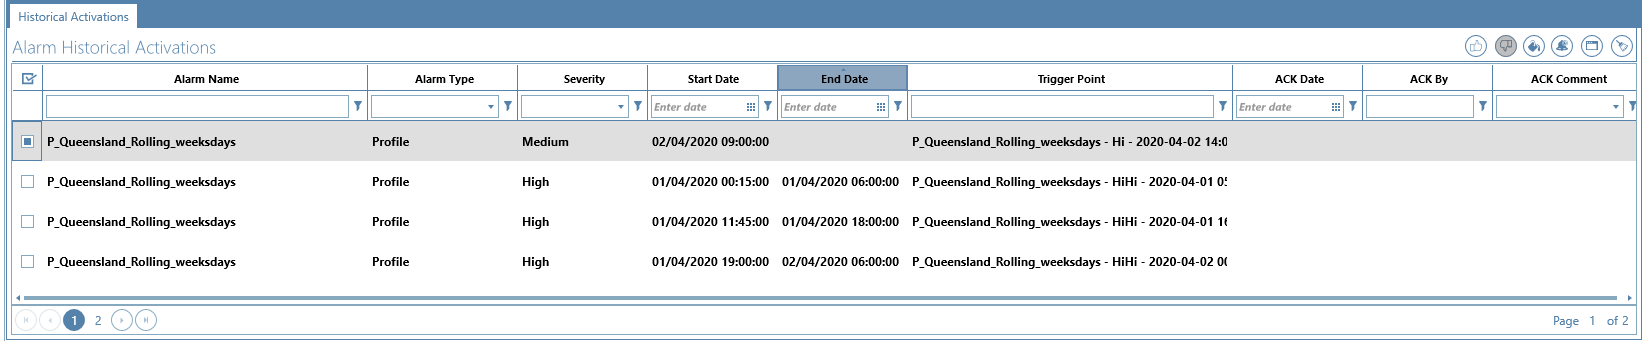 Historical Activations
Alarm Historical Activations
Alarm Name Alarm Type Severity Start Date End Date Trigger Point ACK Date ACK By ACK Comment
Enter date Enter date Enter date
P_Queensland_Rolling_weeksdays Profile Medium 02/04/2020 09:00:00 P_Queensland_Rolling_weeksdays - Hi - 2020-04-02 14:0
P_Queensland_Rolling_weeksdays Profile High 01/04/2020 00:15:00 01/04/2020 06:00:00 P_Queensland_Rolling_weeksdays - HiHi - 2020-04-01 05
P_Queensland_Rolling_weeksdays Profile High 01/04/2020 11:45:00 01/04/2020 18:00:00 P_Queensland_Rolling_weeksdays - HiHi - 2020-04-01 16
P_Queensland_Rolling_weeksdays Profile High 01/04/2020 19:00:00 02/04/2020 06:00:00 P_Queensland_Rolling_weeksdays - HiHi - 2020-04-02 00
1 2 Page 1 of 2